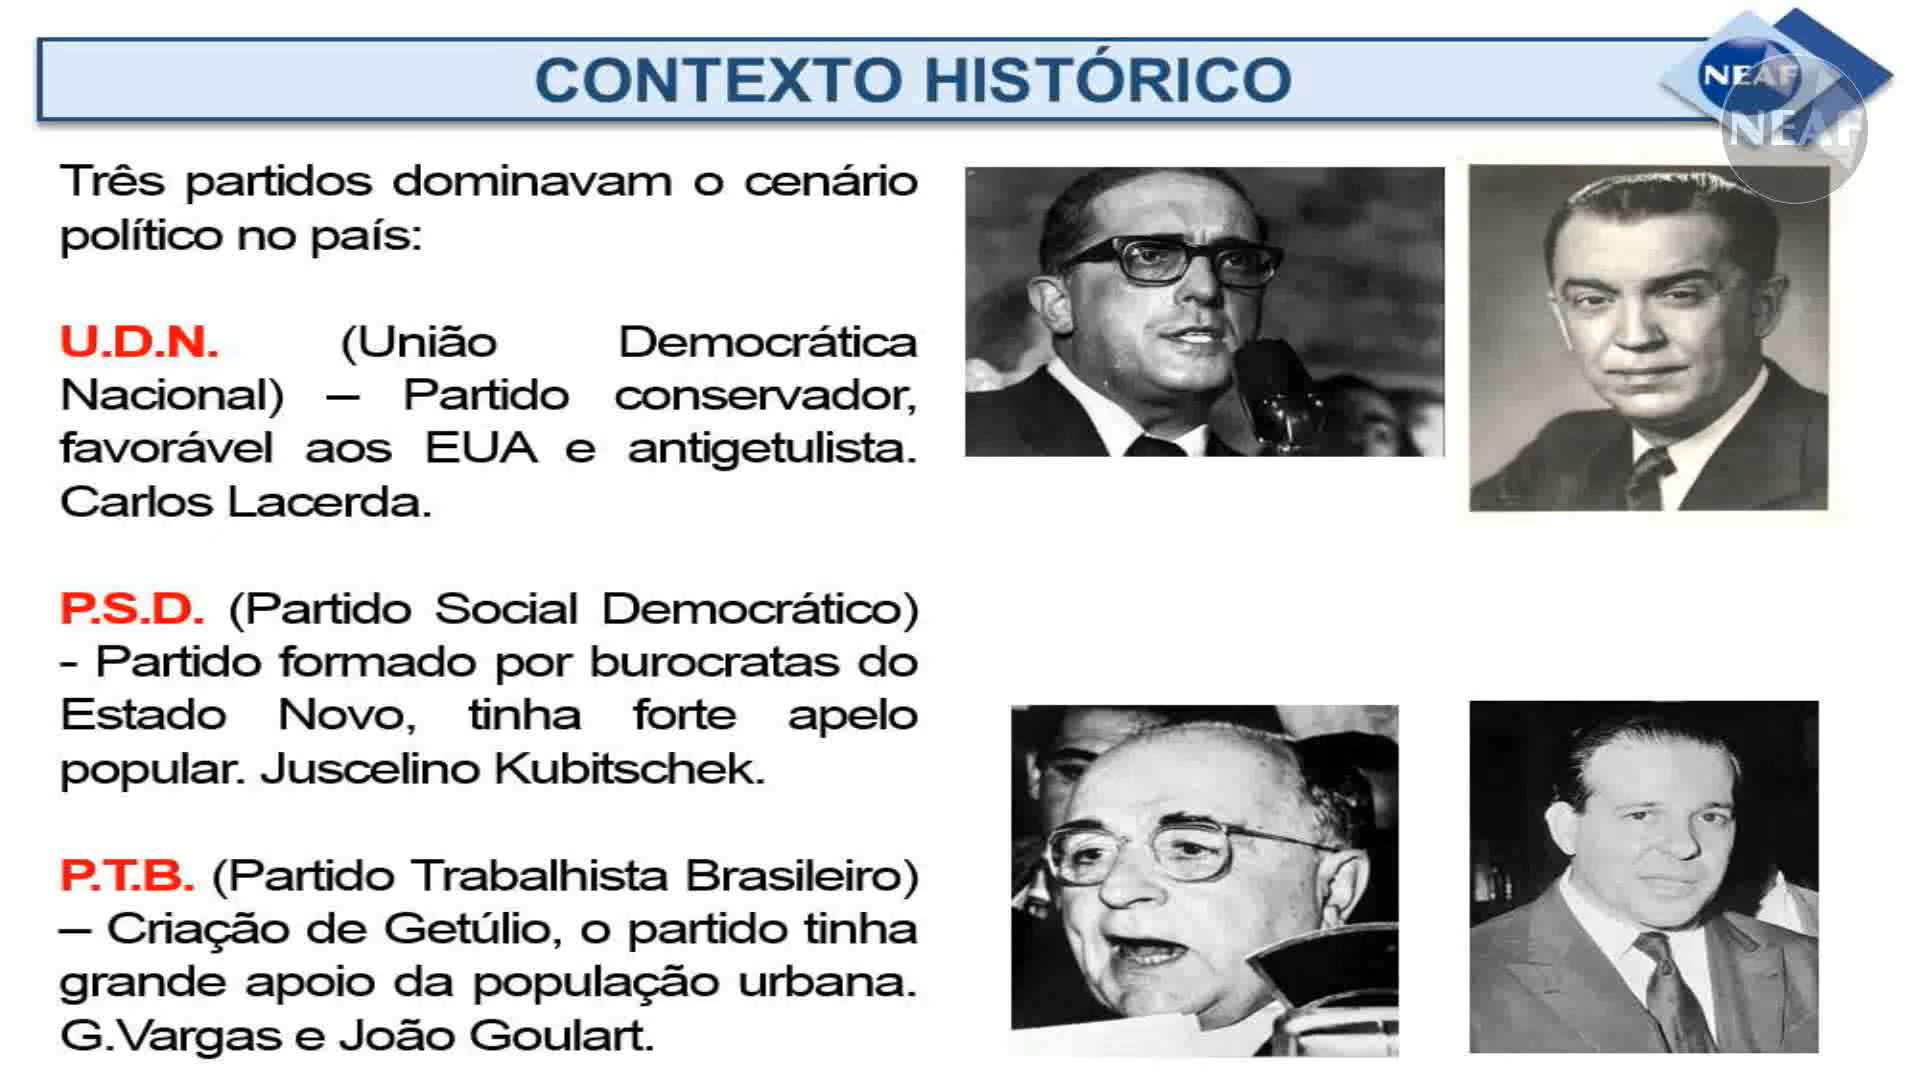 CONTEXTO HISTÓRICO
NEAF
NEAF
Três partidos dominavam o cenário
político no país:
U.D.N. (União Democrática
Nacional) – Partido conservador,
favorável aos EUA e antigetulista.
Carlos Lacerda.
P.S.D. (Partido Social Democrático)
- Partido formado por burocratas do
Estado Novo, tinha forte apelo
popular. Juscelino Kubitschek.
P.T.B. (Partido Trabalhista Brasileiro)
– Criação de Getúlio, o partido tinha
grande apoio da população urbana.
G.Vargas e João Goulart.